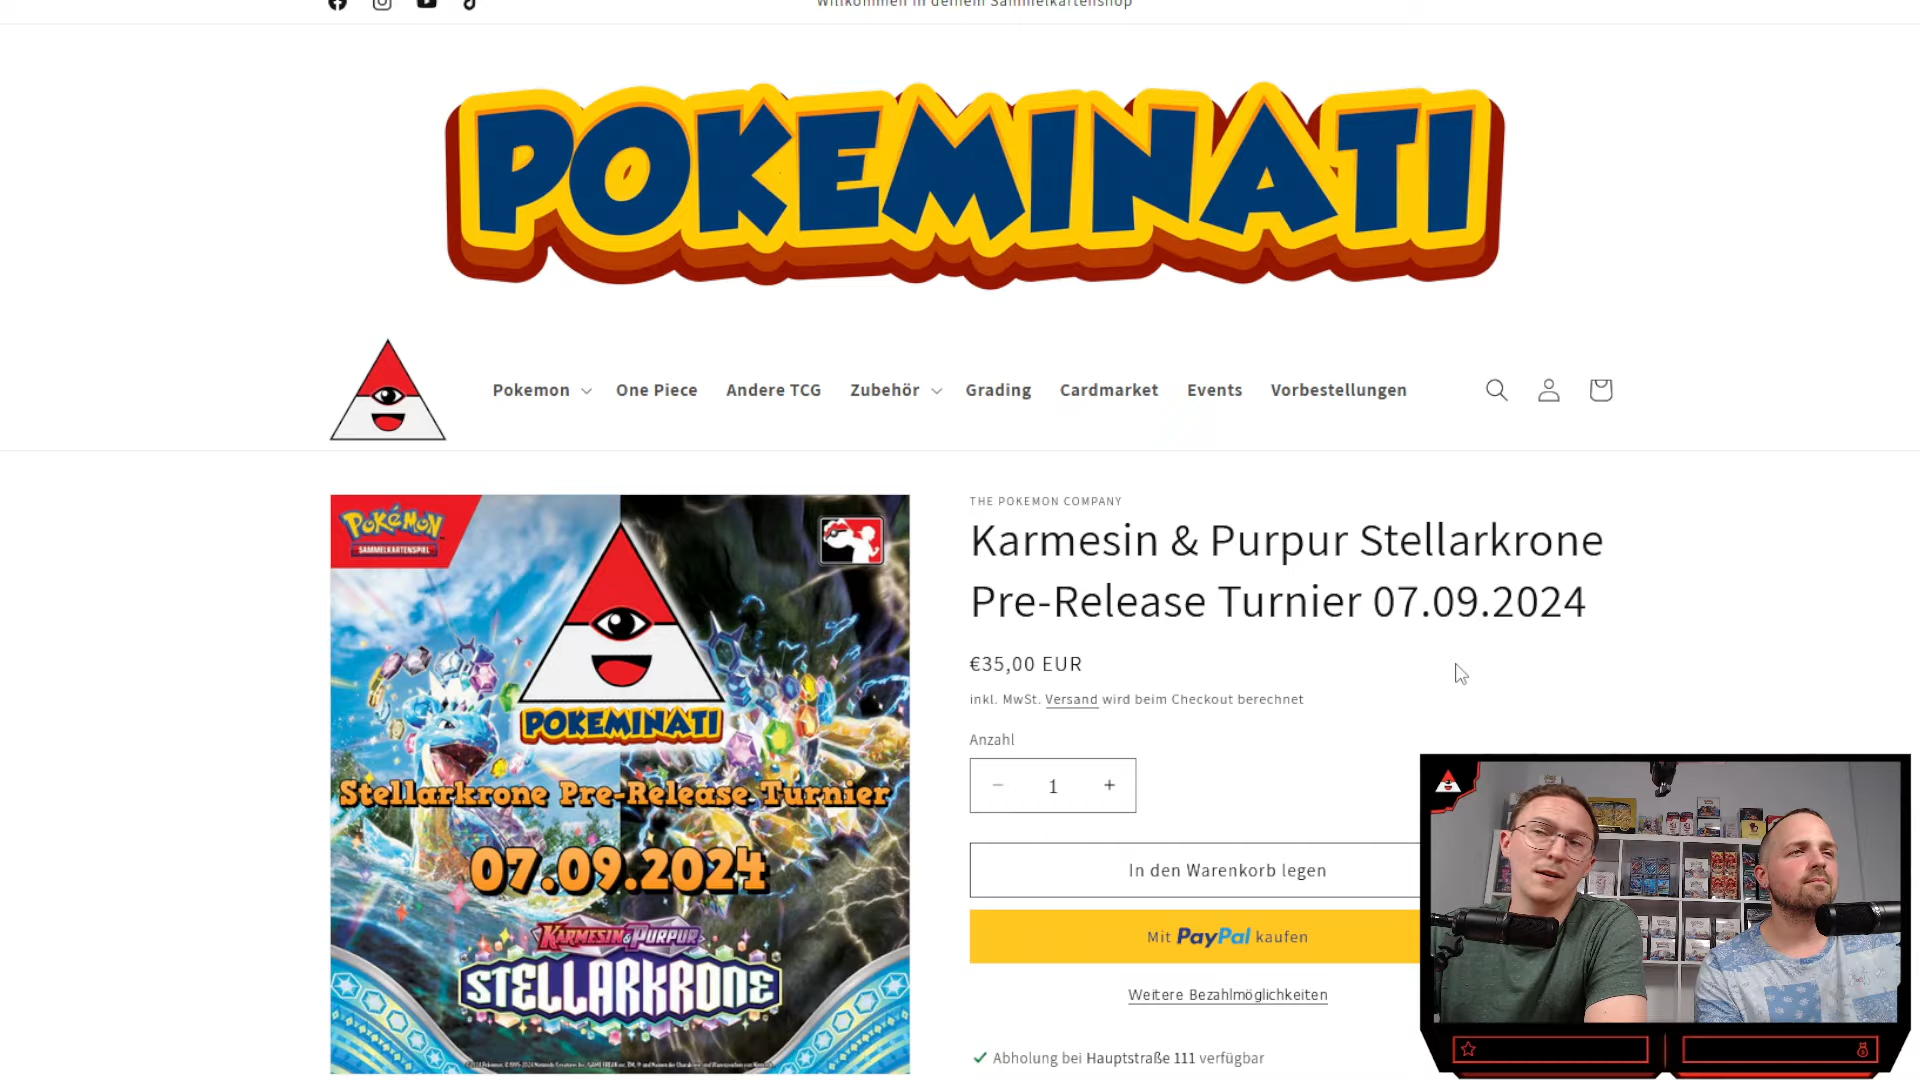 Willkommen in deinem Sammelkartenshop
POKEMINATI
Pokemon
One Piece
Andere TCG
Zubehör
Grading
Cardmarket
Events
Vorbestellungen
POKéMON
SAMMELKARTENSPIEL
POKEMINATI
Stellarkrone Pre-Release Turnier
07.09.2024
KARMESIN & PURPUR
STELLARKRONE
THE POKEMON COMPANY
Karmesin & Purpur Stellarkrone
Pre-Release Turnier 07.09.2024
€35,00 EUR
inkl. MwSt. Versand wird beim Checkout berechnet
Anzahl
− 1 +
In den Warenkorb legen
Mit PayPal kaufen
Weitere Bezahlmöglichkeiten
Abholung bei Hauptstraße 111 verfügbar